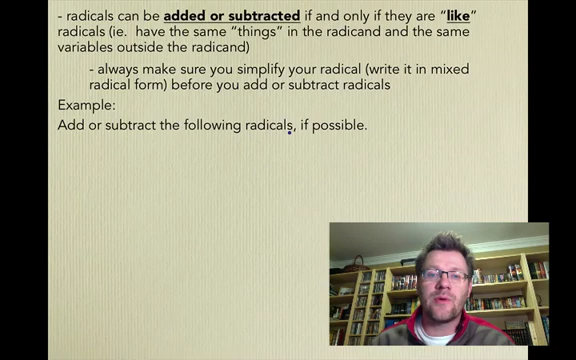 - radicals can be added or subtracted if and only if they are “like”
radicals (ie.  have the same “things” in the radicand and the same
variables outside the radicand)
- always make sure you simplify your radical (write it in mixed
radical form) before you add or subtract radicals
Example:
Add or subtract the following radicals, if possible.